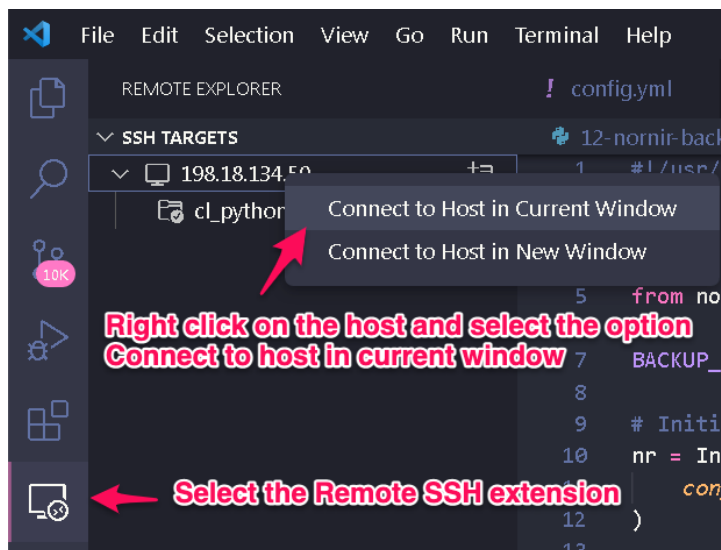 File Edit Selection View Go Run Terminal Help
REMOTE EXPLORER
! config.yml
SSH TARGETS
12-nornir-back
198.18.134.50
1 #!/usr/
cl_python
Connect to Host in Current Window
Connect to Host in New Window
5 from no
Right click on the host and select the option
Connect to host in current window
7 BACKUP_
8
9 # Initi
10 nr = In
con
12 )
13
10K
Select the Remote SSH extension